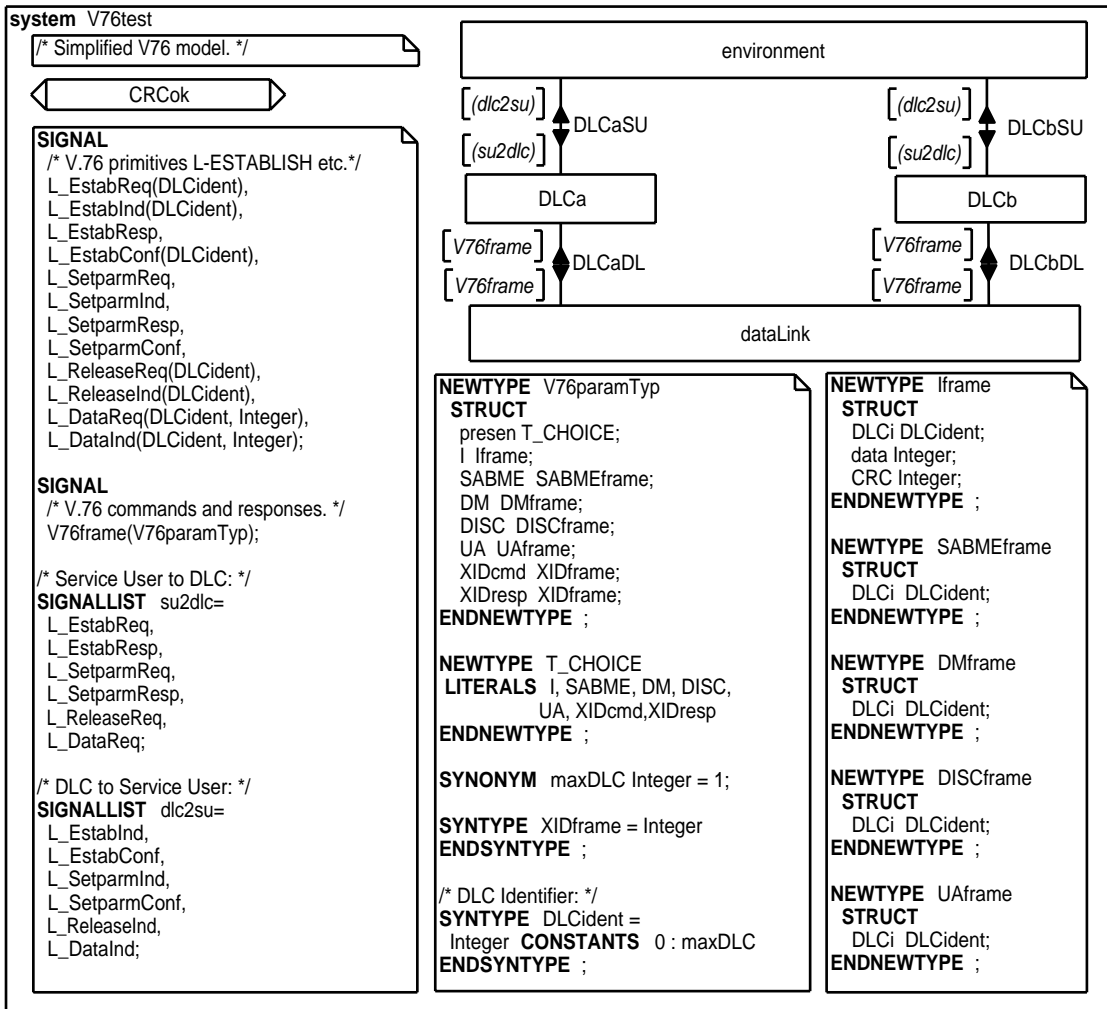 system V76test
/* Simplified V76 model. */
CRCok
SIGNAL
/* V.76 primitives L-ESTABLISH etc.*/
L_EstabReq(DLCident),
L_EstabInd(DLCident),
L_EstabResp,
L_EstabConf(DLCident),
L_SetparmReq,
L_SetparmInd,
L_SetparmResp,
L_SetparmConf,
L_ReleaseReq(DLCident),
L_ReleaseInd(DLCident),
L_DataReq(DLCident, Integer),
L_DataInd(DLCident, Integer);
SIGNAL
/* V.76 commands and responses. */
V76frame(V76paramTyp);
/* Service User to DLC: */
SIGNALLIST su2dlc=
L_EstabReq,
L_EstabResp,
L_SetparmReq,
L_SetparmResp,
L_ReleaseReq,
L_DataReq;
/* DLC to Service User: */
SIGNALLIST dlc2su=
L_EstabInd,
L_EstabConf,
L_SetparmInd,
L_SetparmConf,
L_ReleaseInd,
L_DataInd;
environment
[(dlc2su)]
DLCaSU
[(su2dlc)]
[(dlc2su)]
DLCbSU
[(su2dlc)]
DLCa
DLCb
[V76frame]
DLCaDL
[V76frame]
[V76frame]
DLCbDL
[V76frame]
dataLink
NEWTYPE V76paramTyp
STRUCT
presen T_CHOICE;
I Iframe;
SABME SABMEframe;
DM DMframe;
DISC DISCframe;
UA UAframe;
XIDcmd XIDframe;
XIDresp XIDframe;
ENDNEWTYPE ;
NEWTYPE T_CHOICE
LITERALS I, SABME, DM, DISC,
UA, XIDcmd,XIDresp
ENDNEWTYPE ;
SYNONYM maxDLC Integer = 1;
SYNTYPE XIDframe = Integer
ENDSYNTYPE ;
/* DLC Identifier: */
SYNTYPE DLCident =
Integer CONSTANTS 0 : maxDLC
ENDSYNTYPE ;
NEWTYPE Iframe
STRUCT
DLCi DLCident;
data Integer;
CRC Integer;
ENDNEWTYPE ;
NEWTYPE SABMEframe
STRUCT
DLCi DLCident;
ENDNEWTYPE ;
NEWTYPE DMframe
STRUCT
DLCi DLCident;
ENDNEWTYPE ;
NEWTYPE DISCframe
STRUCT
DLCi DLCident;
ENDNEWTYPE ;
NEWTYPE UAframe
STRUCT
DLCi DLCident;
ENDNEWTYPE ;